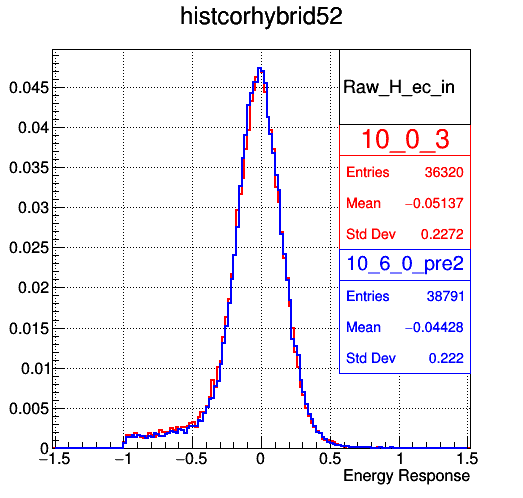 histcorhybrid52
Raw_H_ec_in
10_0_3
Entries 36320
Mean −0.05137
Std Dev 0.2272
10_6_0_pre2
Entries 38791
Mean −0.04428
Std Dev 0.222
0.045
0.04
0.035
0.03
0.025
0.02
0.015
0.01
0.005
0
−1.5 −1 −0.5 0 0.5 1 1.5
Energy Response